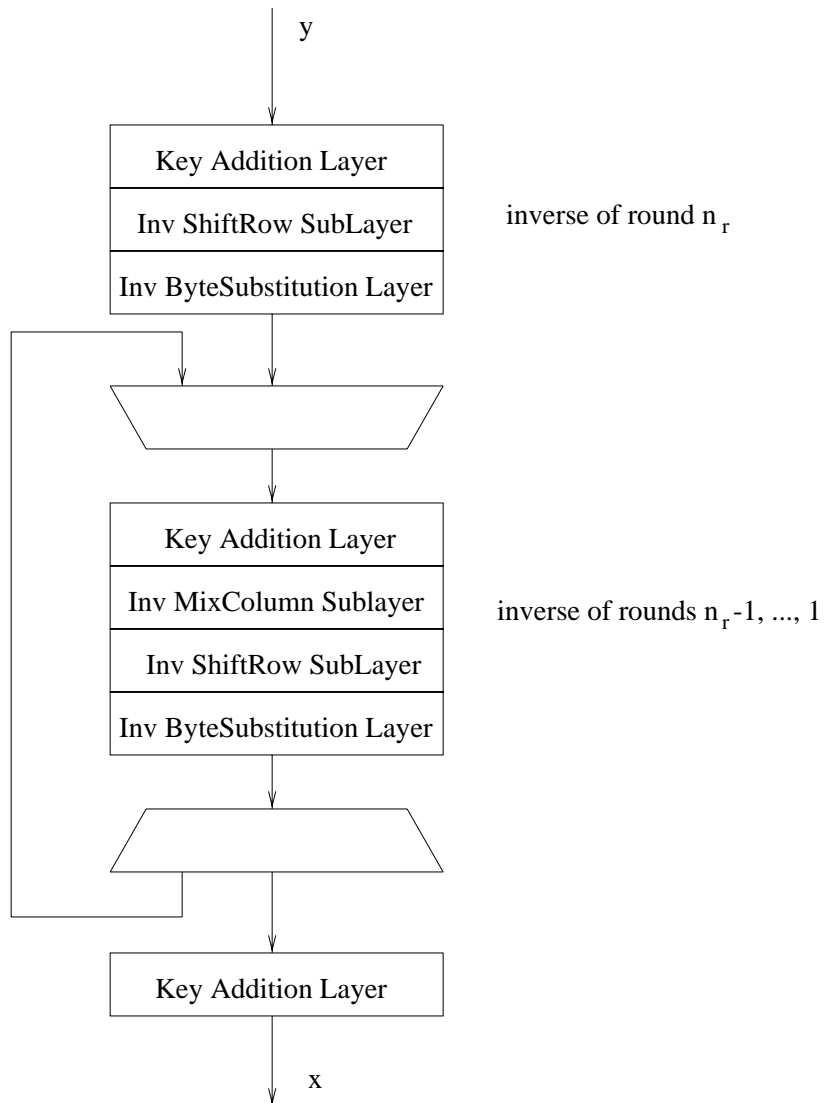 y
Key Addition Layer
Inv ShiftRow SubLayer
inverse of round n r
Inv ByteSubstitution Layer
Key Addition Layer
Inv MixColumn Sublayer
inverse of rounds n r -1, ..., 1
Inv ShiftRow SubLayer
Inv ByteSubstitution Layer
Key Addition Layer
x